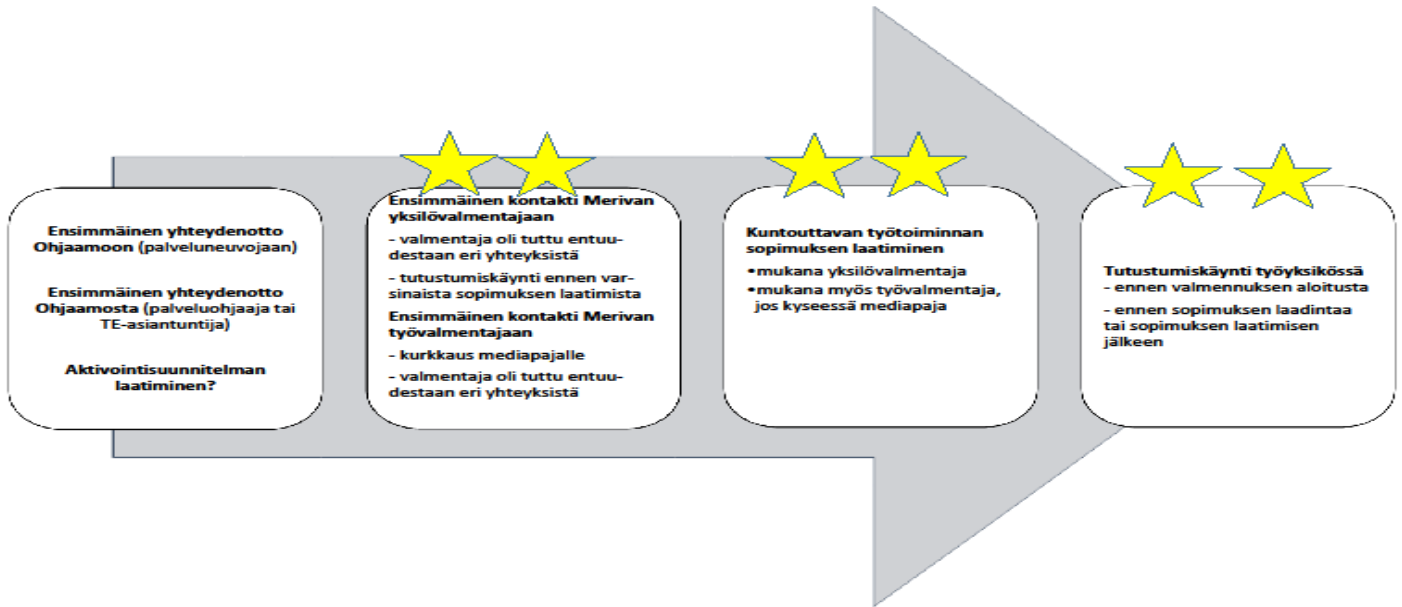 Ensimmäinen yhteydenotto
Ohjaamoon (palveluneuvojaan)
Ensimmäinen yhteydenotto
Ohjaamosta (palveluohjaaja tai
TE-asiantuntija)
Aktivointisuunnitelman
laatiminen?
Ensimmäinen kontakti Merivan
yksilövalmentajaan
- valmentaja oli tuttu entuu-
destaan eri yhteyksistä
- tutustumiskäynti ennen var-
sinaista sopimuksen laatimista
Ensimmäinen kontakti Merivan
työvalmentajaan
- kurkkaus mediapajalle
- valmentaja oli tuttu entuu-
destaan eri yhteyksistä
Kuntouttavan työtoiminnan
sopimuksen laatiminen
•mukana yksilövalmentaja
•mukana myös työvalmentaja,
jos kyseessä mediapaja
Tutustumiskäynti työyksikössä
- ennen valmennuksen aloitusta
- ennen sopimuksen laadintaa
tai sopimuksen laatimisen
jälkeen